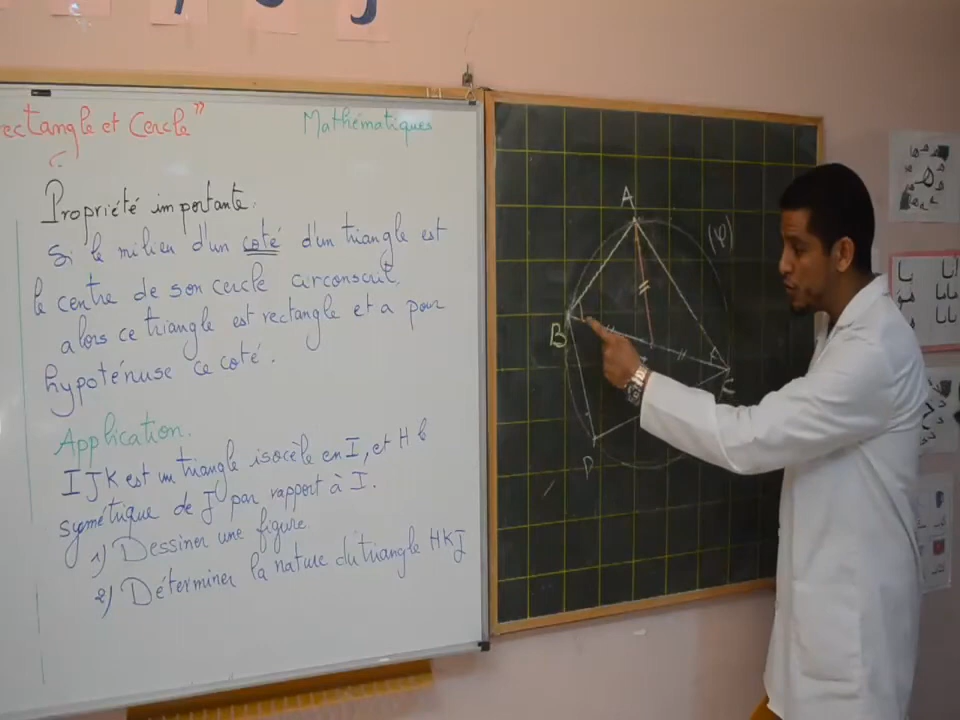 rectangle et Cercle"
Mathématiques
Propriété importante.
Si le milieu d'un coté d'un triangle est
le centre de son cercle circonscrit,
alors ce triangle est rectangle et a pour
hypoténuse ce coté.
Application.
IJK est un triangle isocèle en I, et H
symétrique de J par rapport à I.
1) Dessiner une figure.
2) Déterminer la nature du triangle HKJ
A
(φ)
B
C
D